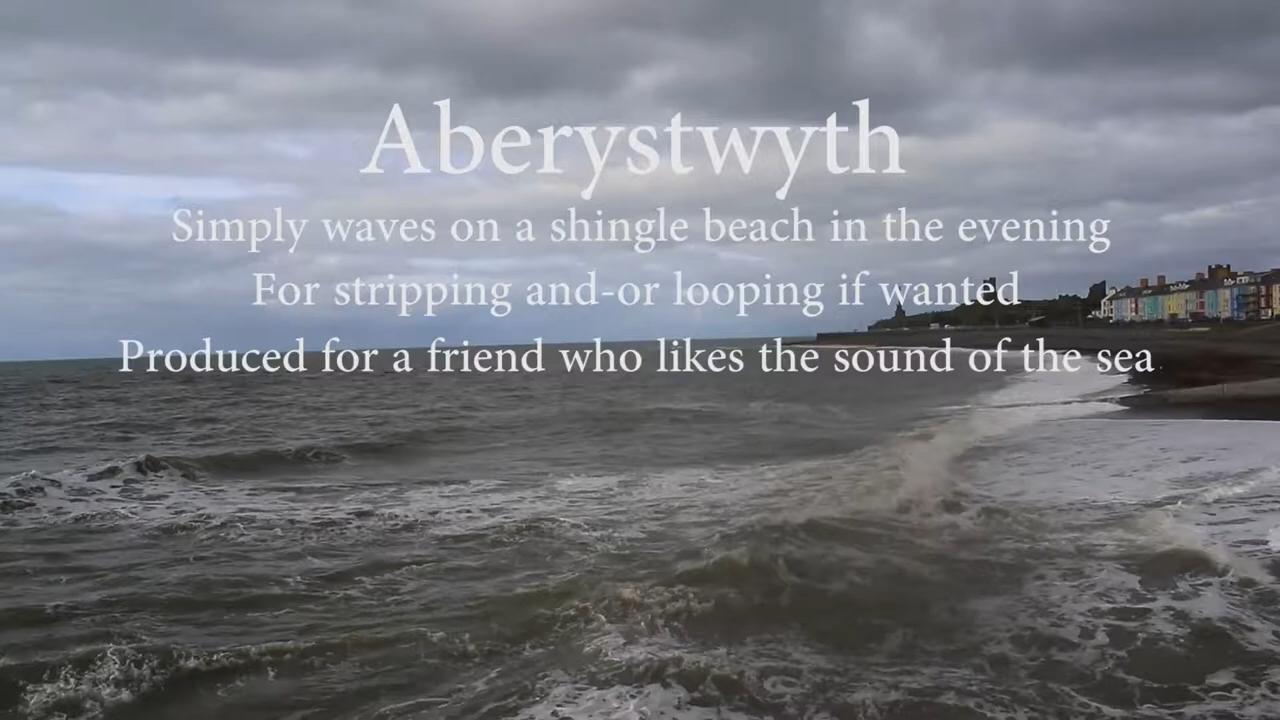 Aberystwyth
Simply waves on a shingle beach in the evening
For stripping and-or looping if wanted
Produced for a friend who likes the sound of the sea